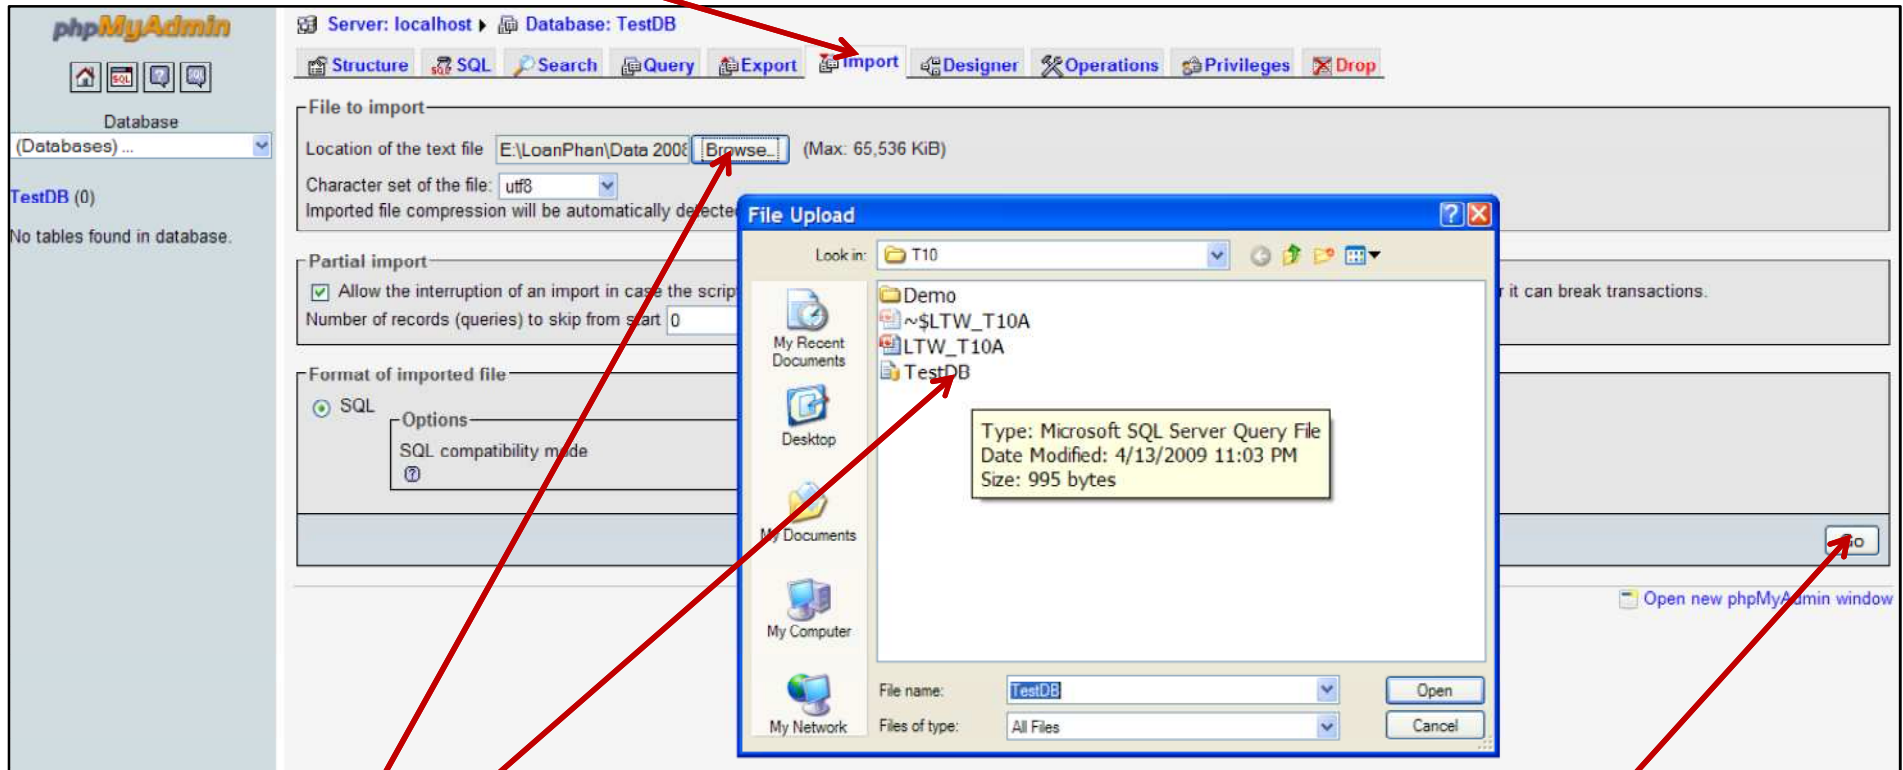 phpMyAdmin
Database
(Databases) ...
TestDB (0)
No tables found in database.
Server: localhost Database: TestDB
Structure SQL Search Query Export Import Designer Operations Privileges Drop
File to import
Location of the text file E:\LoanPhan\Data 2008 Browse... (Max: 65,536 KiB)
Character set of the file: utf8
Imported file compression will be automatically detected
Partial import
Allow the interruption of an import in case the scrip
r it can break transactions.
Number of records (queries) to skip from start 0
Format of imported file
SQL
Options
SQL compatibility mode
Go
Open new phpMyAdmin window
File Upload
Look in: T10
My Recent Documents
Desktop
My Documents
My Computer
My Network
Demo
~$LTW_T10A
LTW_T10A
TestDB
Type: Microsoft SQL Server Query File
Date Modified: 4/13/2009 11:03 PM
Size: 995 bytes
File name: TestDB Open
Files of type: All Files Cancel